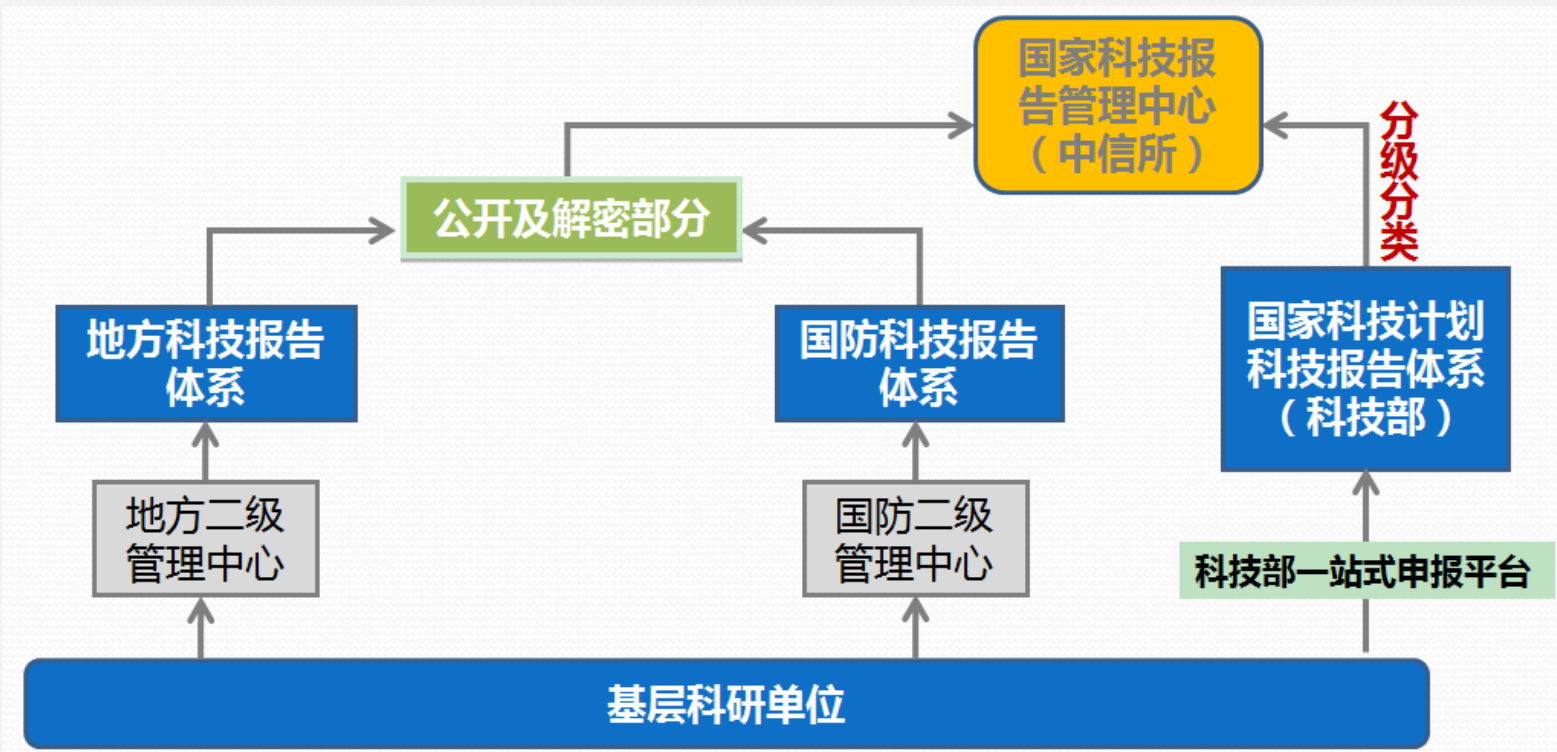 国家科技报
告管理中心
（中信所）
分级分类
公开及解密部分
地方科技报告
体系
国防科技报告
体系
国家科技计划
科技报告体系
（科技部）
地方二级
管理中心
国防二级
管理中心
科技部一站式申报平台
基层科研单位